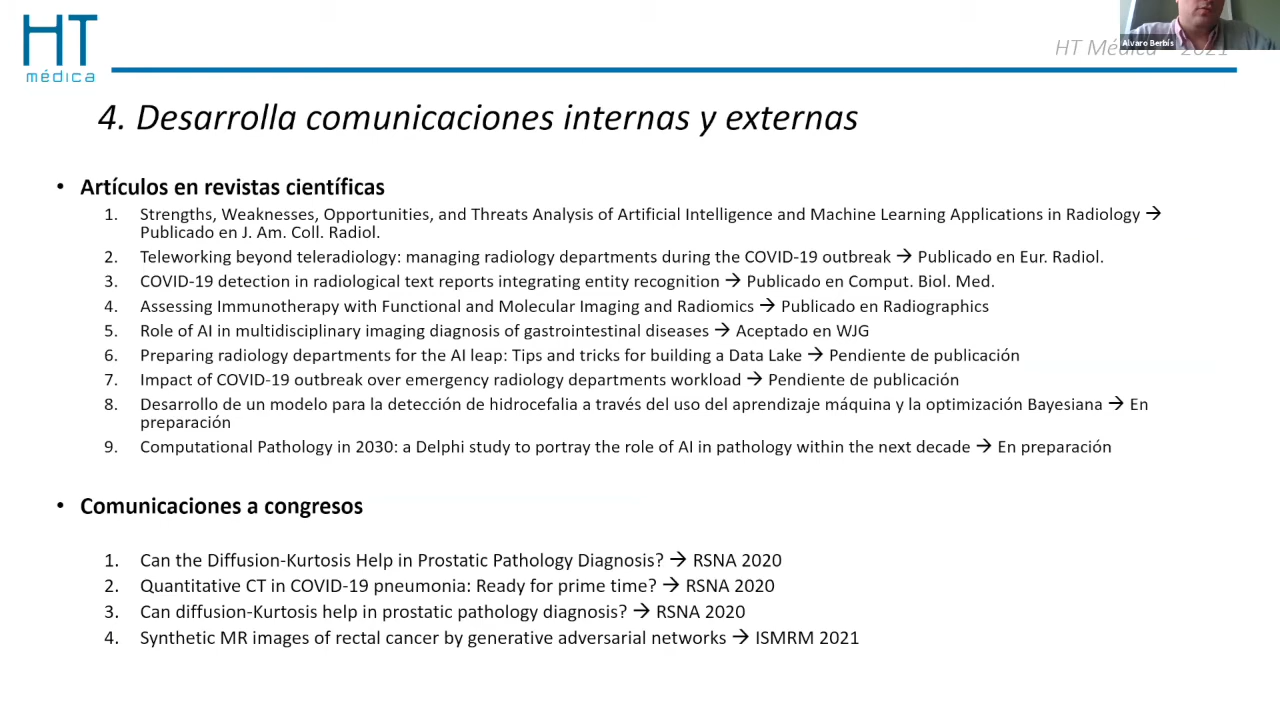 HT
médica
HT Médica - 2021
Alvaro Berbís
4. Desarrolla comunicaciones internas y externas
• Artículos en revistas científicas
1. Strengths, Weaknesses, Opportunities, and Threats Analysis of Artificial Intelligence and Machine Learning Applications in Radiology →
Publicado en J. Am. Coll. Radiol.
2. Teleworking beyond teleradiology: managing radiology departments during the COVID-19 outbreak → Publicado en Eur. Radiol.
3. COVID-19 detection in radiological text reports integrating entity recognition → Publicado en Comput. Biol. Med.
4. Assessing Immunotherapy with Functional and Molecular Imaging and Radiomics → Publicado en Radiographics
5. Role of AI in multidisciplinary imaging diagnosis of gastrointestinal diseases → Aceptado en WJG
6. Preparing radiology departments for the AI leap: Tips and tricks for building a Data Lake → Pendiente de publicación
7. Impact of COVID-19 outbreak over emergency radiology departments workload → Pendiente de publicación
8. Desarrollo de un modelo para la detección de hidrocefalia a través del uso del aprendizaje máquina y la optimización Bayesiana → En
preparación
9. Computational Pathology in 2030: a Delphi study to portray the role of AI in pathology within the next decade → En preparación
• Comunicaciones a congresos
1. Can the Diffusion-Kurtosis Help in Prostatic Pathology Diagnosis? → RSNA 2020
2. Quantitative CT in COVID-19 pneumonia: Ready for prime time? → RSNA 2020
3. Can diffusion-Kurtosis help in prostatic pathology diagnosis? → RSNA 2020
4. Synthetic MR images of rectal cancer by generative adversarial networks → ISMRM 2021